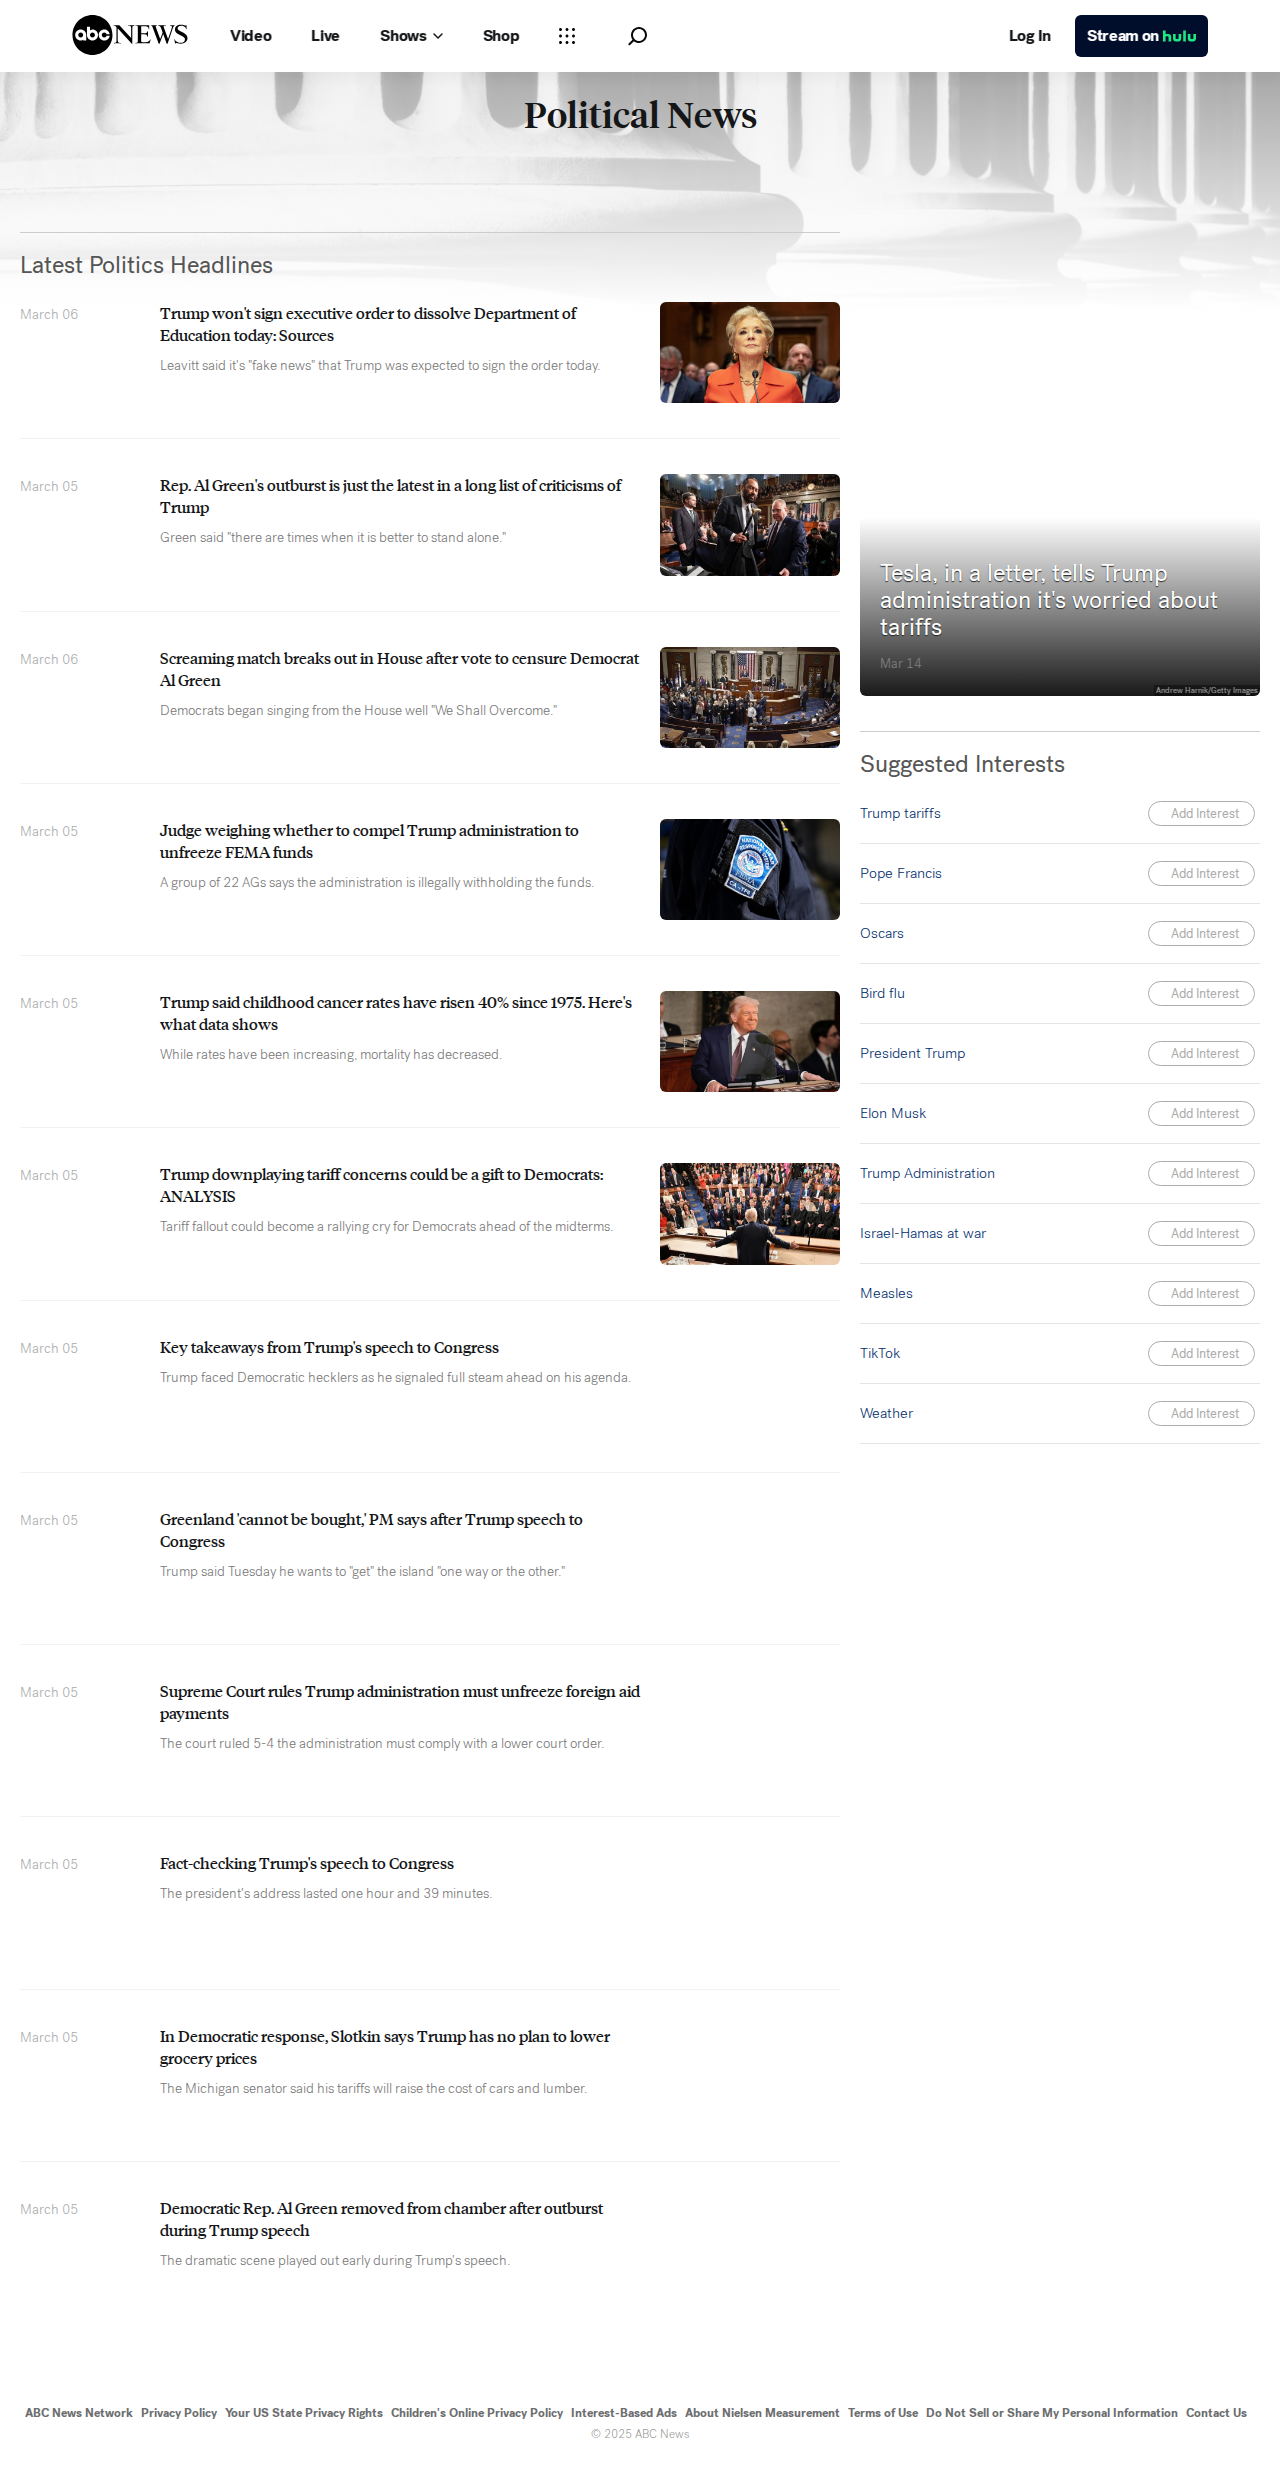 abc NEWS Video Live Shows Shop Log In Stream on hulu
Political News
Latest Politics Headlines
March 06
Trump won't sign executive order to dissolve Department of
Education today: Sources
Leavitt said it's "fake news" that Trump was expected to sign the order today.
March 05
Rep. Al Green's outburst is just the latest in a long list of criticisms of
Trump
Green said "there are times when it is better to stand alone."
March 06
Screaming match breaks out in House after vote to censure Democrat
Al Green
Democrats began singing from the House well "We Shall Overcome."
March 05
Judge weighing whether to compel Trump administration to
unfreeze FEMA funds
A group of 22 AGs says the administration is illegally withholding the funds.
March 05
Trump said childhood cancer rates have risen 40% since 1975. Here's
what data shows
While rates have been increasing, mortality has decreased.
March 05
Trump downplaying tariff concerns could be a gift to Democrats:
ANALYSIS
Tariff fallout could become a rallying cry for Democrats ahead of the midterms.
March 05
Key takeaways from Trump's speech to Congress
Trump faced Democratic hecklers as he signaled full steam ahead on his agenda.
March 05
Greenland 'cannot be bought,' PM says after Trump speech to
Congress
Trump said Tuesday he wants to "get" the island "one way or the other."
March 05
Supreme Court rules Trump administration must unfreeze foreign aid
payments
The court ruled 5-4 the administration must comply with a lower court order.
March 05
Fact-checking Trump's speech to Congress
The president's address lasted one hour and 39 minutes.
March 05
In Democratic response, Slotkin says Trump has no plan to lower
grocery prices
The Michigan senator said his tariffs will raise the cost of cars and lumber.
March 05
Democratic Rep. Al Green removed from chamber after outburst
during Trump speech
The dramatic scene played out early during Trump's speech.
Tesla, in a letter, tells Trump
administration it's worried about
tariffs
Mar 14
Andrew Harnik/Getty Images
Suggested Interests
Trump tariffs Add Interest
Pope Francis Add Interest
Oscars Add Interest
Bird flu Add Interest
President Trump Add Interest
Elon Musk Add Interest
Trump Administration Add Interest
Israel-Hamas at war Add Interest
Measles Add Interest
TikTok Add Interest
Weather Add Interest
ABC News Network Privacy Policy Your US State Privacy Rights Children's Online Privacy Policy Interest-Based Ads About Nielsen Measurement Terms of Use Do Not Sell or Share My Personal Information Contact Us
© 2025 ABC News